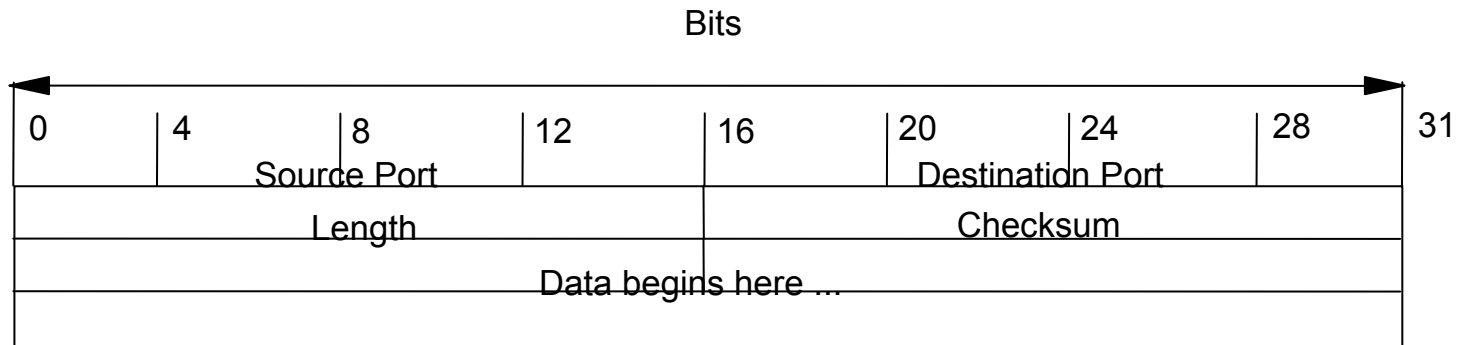 Bits
0 4 8 12 16 20 24 28 31
Source Port Destination Port
Length Checksum
Data begins here ...